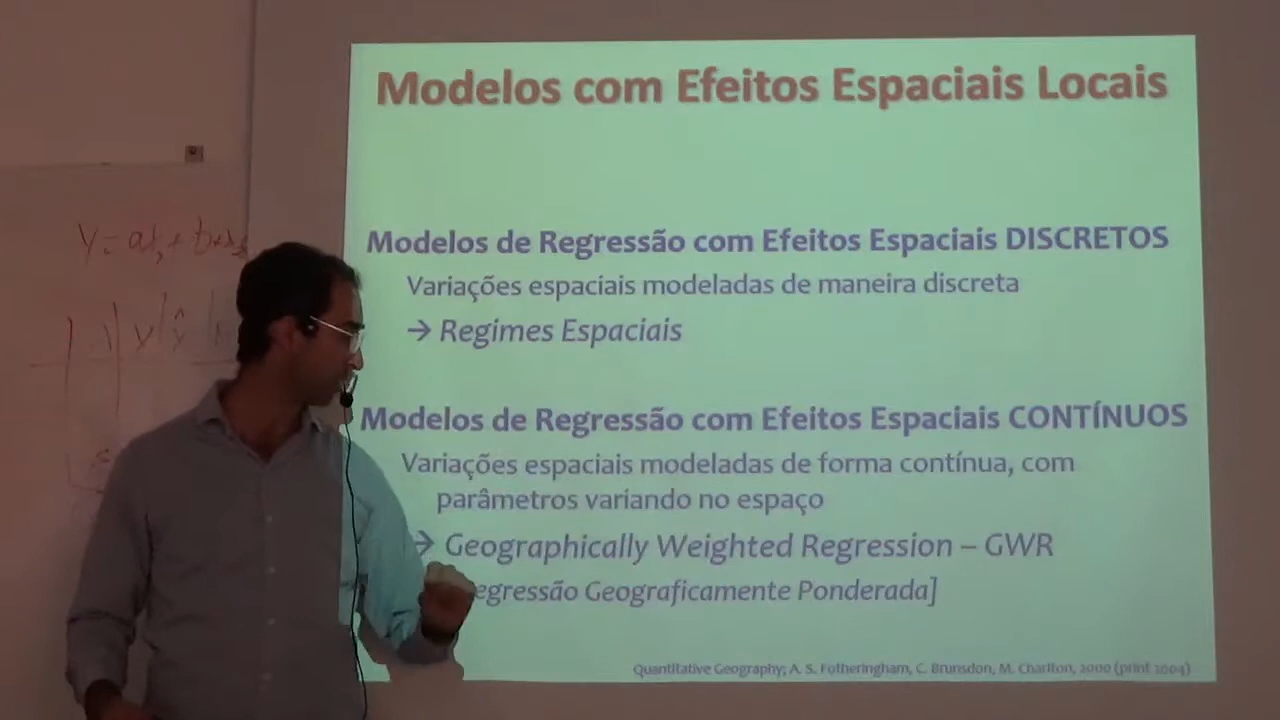 Modelos com Efeitos Espaciais Locais
Modelos de Regressão com Efeitos Espaciais DISCRETOS
Variações espaciais modeladas de maneira discreta
→ Regimes Espaciais
Modelos de Regressão com Efeitos Espaciais CONTÍNUOS
Variações espaciais modeladas de forma contínua, com
parâmetros variando no espaço
→ Geographically Weighted Regression – GWR
egressão Geograficamente Ponderada]
Quantitative Geography; A. S. Fotheringham, C. Brunsdon, M. Charlton, 2000 (print 2004)